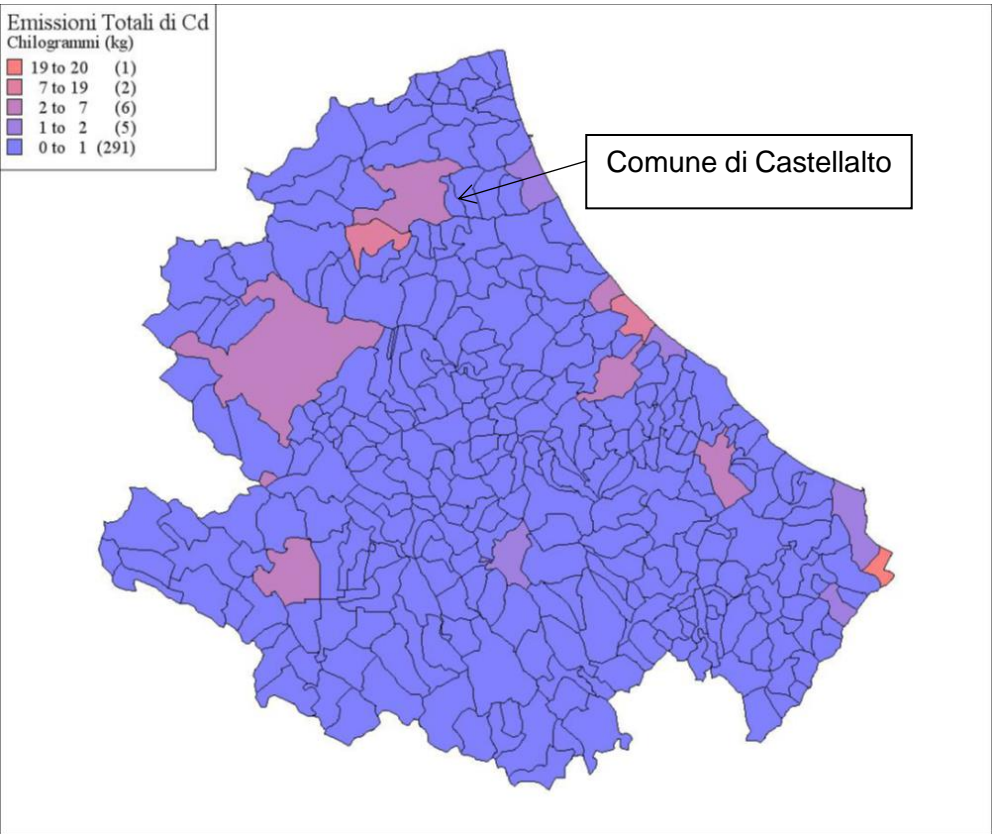 Emissioni Totali di Cd
Chilogrammi (kg)
19 to 20 (1)
7 to 19 (2)
2 to 7 (6)
1 to 2 (5)
0 to 1 (291)
Comune di Castellalto